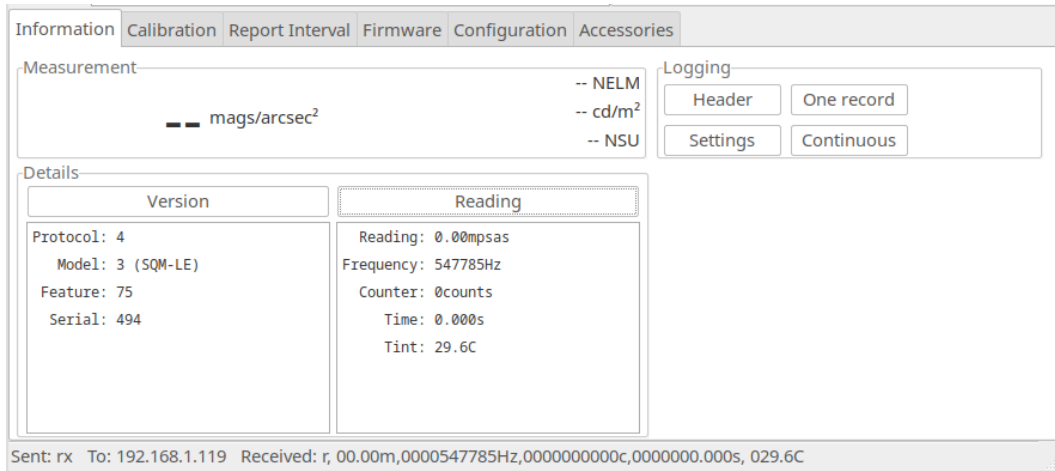 Information Calibration Report Interval Firmware Configuration Accessories
Measurement
-- NELM
-- mags/arcsec²
-- cd/m²
-- NSU
Logging
Header One record
Settings Continuous
Details
Version
Protocol: 4
Model: 3 (SQM-LE)
Feature: 75
Serial: 494
Reading
Reading: 0.00mpsas
Frequency: 547785Hz
Counter: 0counts
Time: 0.000s
Tint: 29.6C
Sent: rx To: 192.168.1.119 Received: r, 00.00m,0000547785Hz,0000000000c,0000000.000s, 029.6C